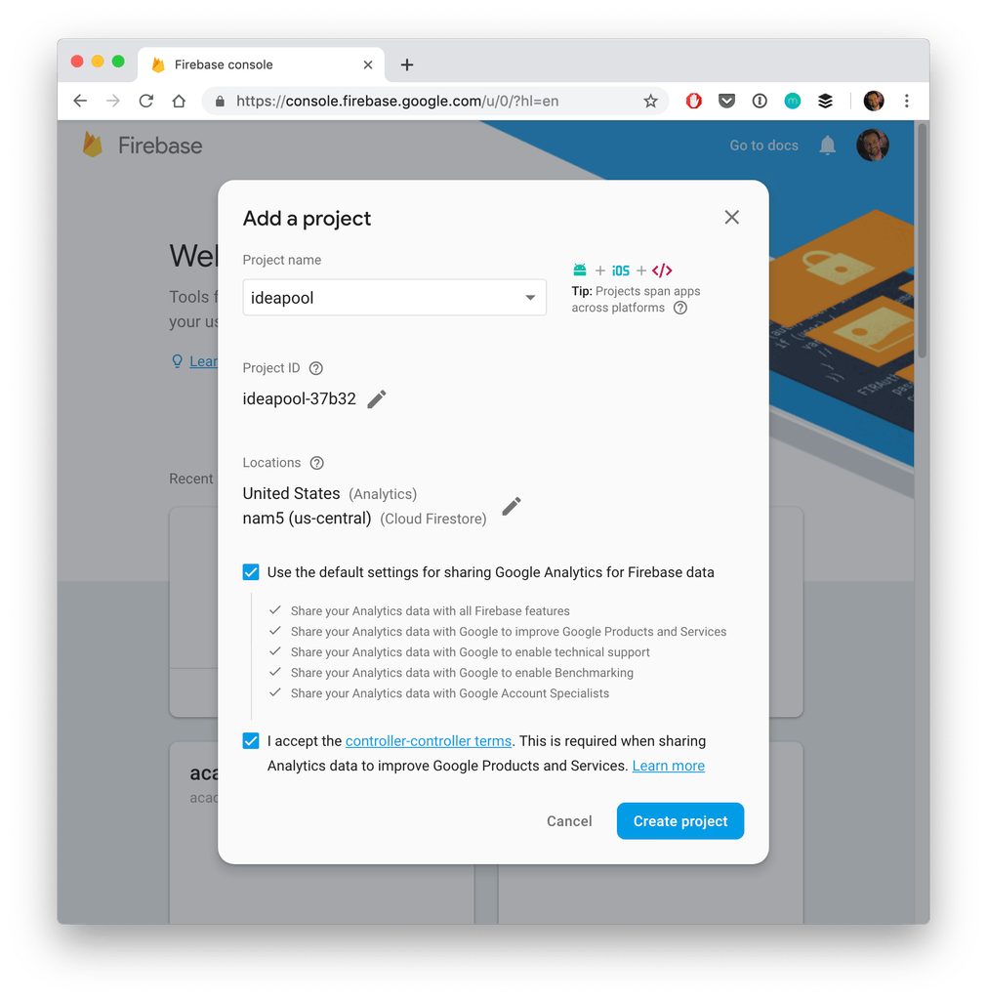 Firebase console
https://console.firebase.google.com/u/0/?hl=en
Firebase
Go to docs
Wel
Tools f
your us
Lear
Recent
aca
acac
Add a project
Project name
ideapool
+ iOS + </>
Tip: Projects span apps
across platforms
Project ID
ideapool-37b32
Locations
United States (Analytics)
nam5 (us-central) (Cloud Firestore)
Use the default settings for sharing Google Analytics for Firebase data
Share your Analytics data with all Firebase features
Share your Analytics data with Google to improve Google Products and Services
Share your Analytics data with Google to enable technical support
Share your Analytics data with Google to enable Benchmarking
Share your Analytics data with Google Account Specialists
I accept the controller-controller terms. This is required when sharing
Analytics data to improve Google Products and Services. Learn more
Cancel
Create project